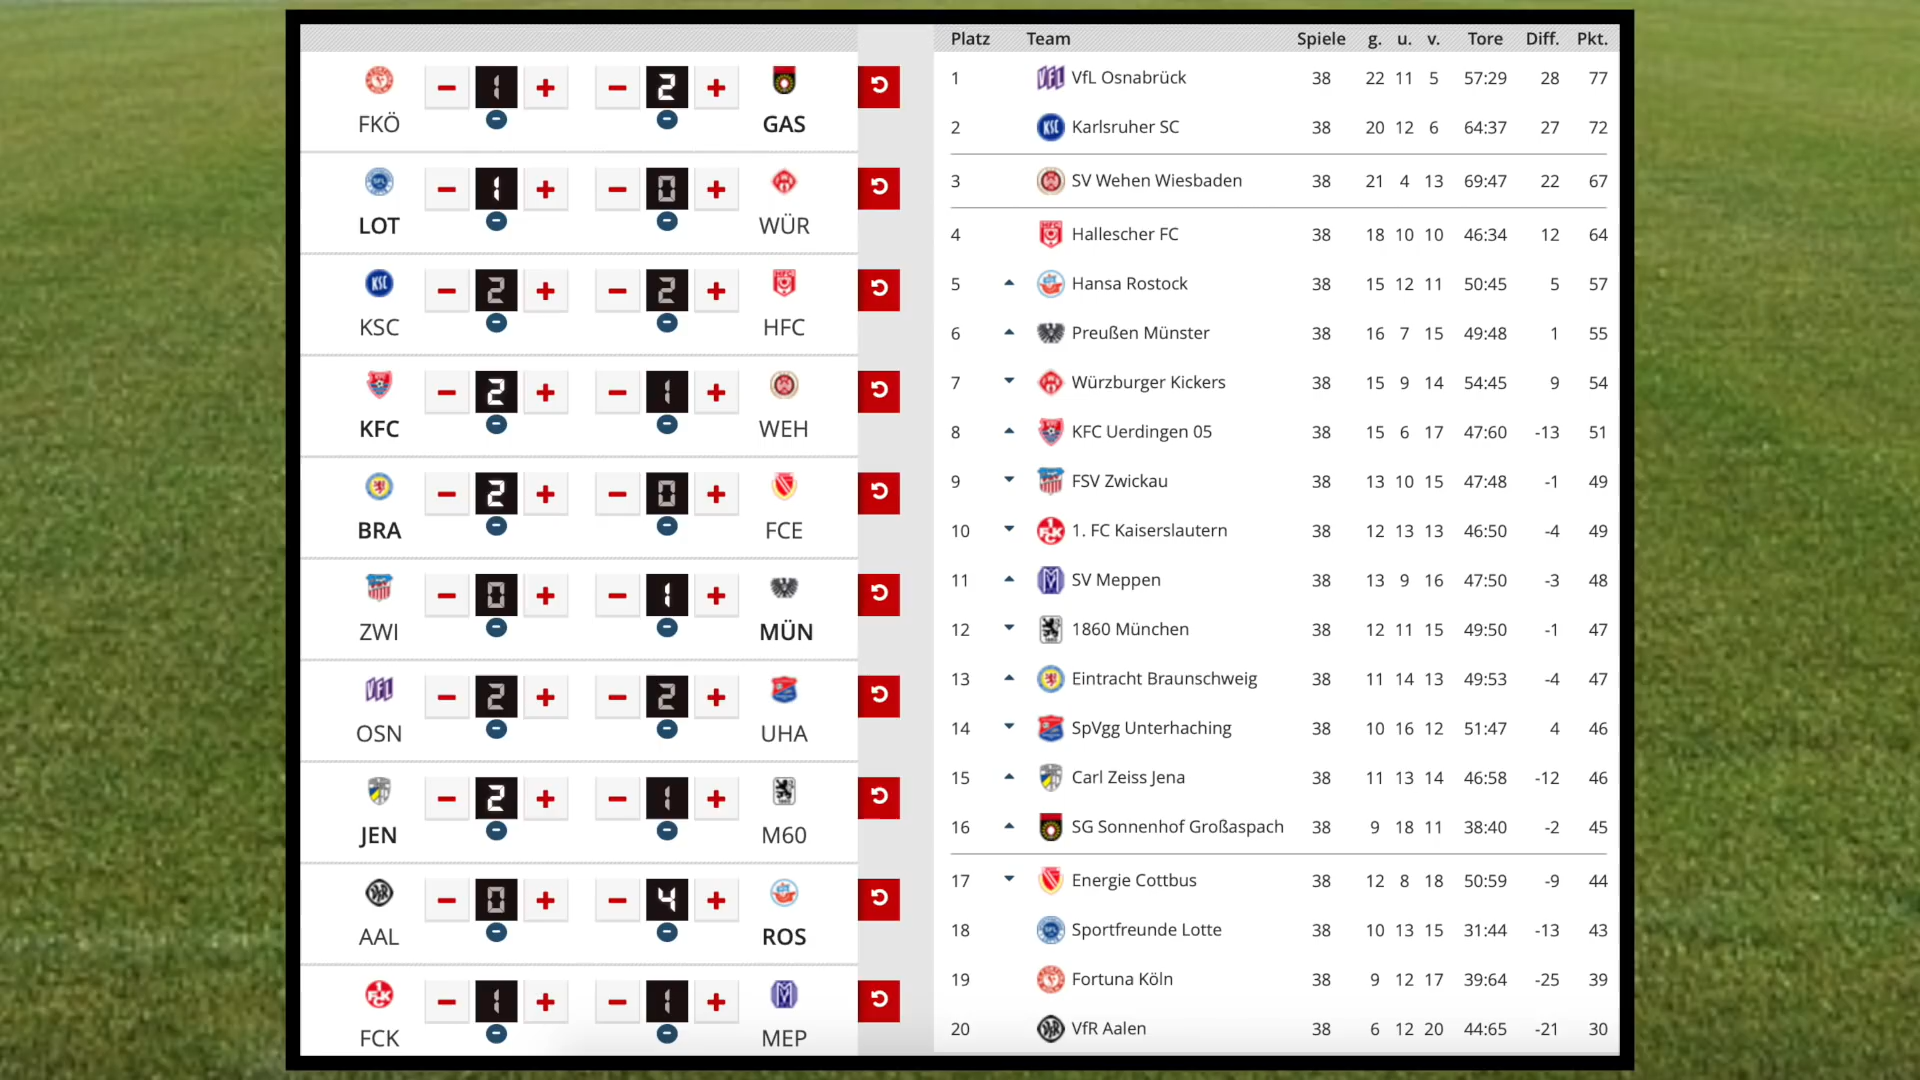 FKÖ 1 2 GAS
LOT 1 0 WÜR
KSC 2 2 HFC
KFC 2 1 WEH
BRA 2 0 FCE
ZWI 0 1 MÜN
OSN 2 2 UHA
JEN 2 1 M60
AAL 0 4 ROS
FCK 1 1 MEP
Platz Team Spiele g. u. v. Tore Diff. Pkt.
1 VfL Osnabrück 38 22 11 5 57:29 28 77
2 Karlsruher SC 38 20 12 6 64:37 27 72
3 SV Wehen Wiesbaden 38 21 4 13 69:47 22 67
4 Hallescher FC 38 18 10 10 46:34 12 64
5 Hansa Rostock 38 15 12 11 50:45 5 57
6 Preußen Münster 38 16 7 15 49:48 1 55
7 Würzburger Kickers 38 15 9 14 54:45 9 54
8 KFC Uerdingen 05 38 15 6 17 47:60 -13 51
9 FSV Zwickau 38 13 10 15 47:48 -1 49
10 1. FC Kaiserslautern 38 12 13 13 46:50 -4 49
11 SV Meppen 38 13 9 16 47:50 -3 48
12 1860 München 38 12 11 15 49:50 -1 47
13 Eintracht Braunschweig 38 11 14 13 49:53 -4 47
14 SpVgg Unterhaching 38 10 16 12 51:47 4 46
15 Carl Zeiss Jena 38 11 13 14 46:58 -12 46
16 SG Sonnenhof Großaspach 38 9 18 11 38:40 -2 45
17 Energie Cottbus 38 12 8 18 50:59 -9 44
18 Sportfreunde Lotte 38 10 13 15 31:44 -13 43
19 Fortuna Köln 38 9 12 17 39:64 -25 39
20 VfR Aalen 38 6 12 20 44:65 -21 30